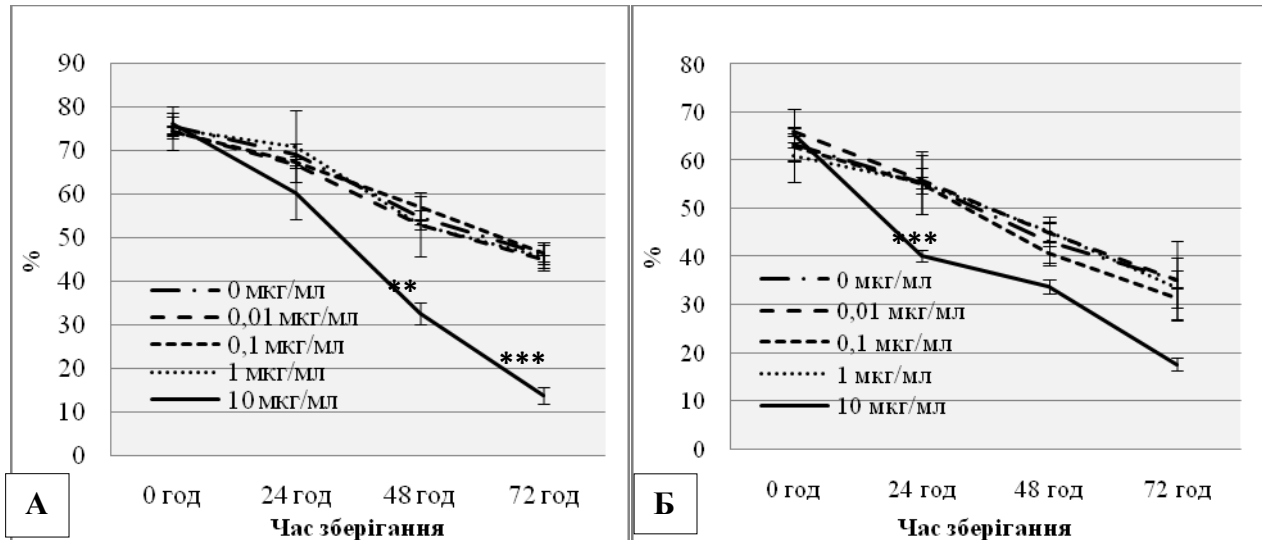 90
80
70
60
50
40
30
20
10
0
%
**
***
0 мкг/мл
0,01 мкг/мл
0,1 мкг/мл
1 мкг/мл
10 мкг/мл
0 год
24 год
48 год
72 год
Час зберігання
А
80
70
60
50
40
30
20
10
0
%
***
0 мкг/мл
0,01 мкг/мл
0,1 мкг/мл
1 мкг/мл
10 мкг/мл
0 год
24 год
48 год
72 год
Час зберігання
Б